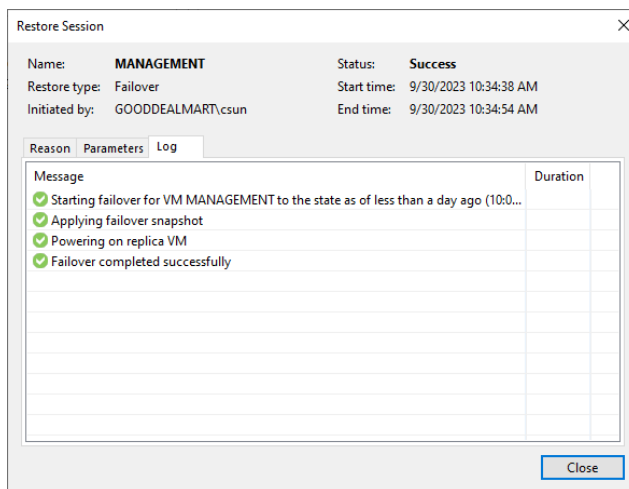 Restore Session
Name: MANAGEMENT Status: Success
Restore type: Failover Start time: 9/30/2023 10:34:38 AM
Initiated by: GOODDEALMART\csun End time: 9/30/2023 10:34:54 AM
Reason Parameters Log
Message Duration
Starting failover for VM MANAGEMENT to the state as of less than a day ago (10:0...
Applying failover snapshot
Powering on replica VM
Failover completed successfully
Close